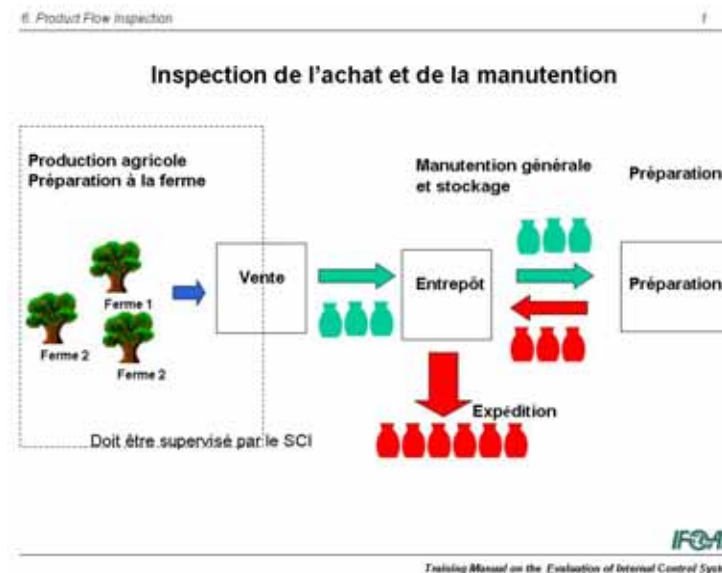 6. Product Flow Inspection 1
Inspection de l'achat et de la manutention
Production agricole
Préparation à la ferme
Manutention générale
et stockage
Préparation
Vente
Entrepôt
Préparation
Ferme 1
Ferme 2
Ferme 2
Expédition
Doit être supervisé par le SCI
IFOA
Training Manual on the Evaluation of Internal Control Sys